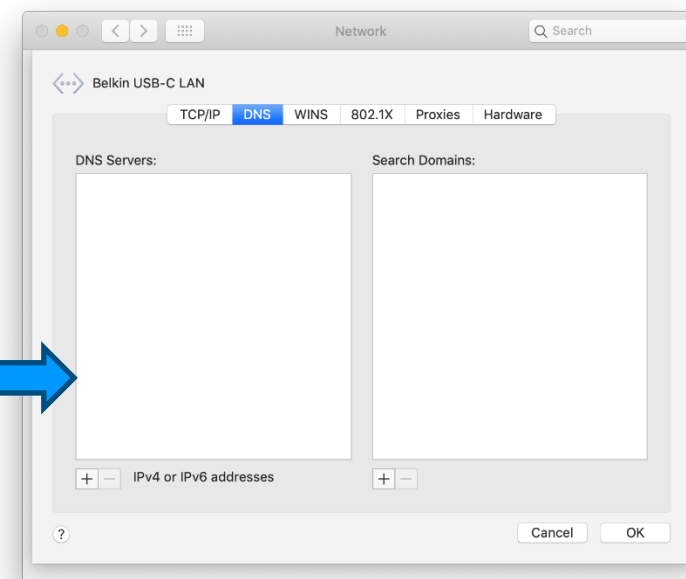 Network
Search
Belkin USB-C LAN
TCP/IP DNS WINS 802.1X Proxies Hardware
DNS Servers: Search Domains:
+ − IPv4 or IPv6 addresses + −
? Cancel OK